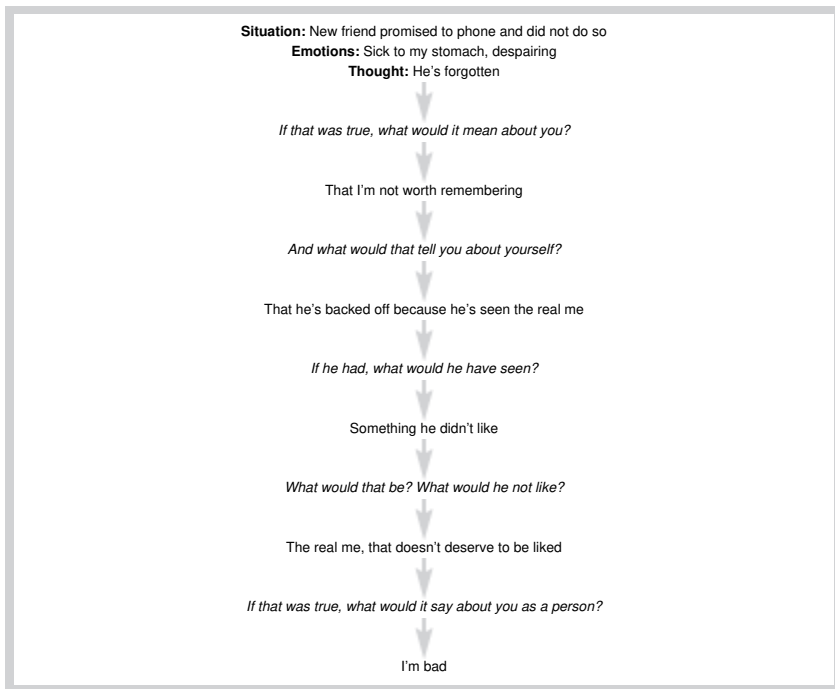 Situation: New friend promised to phone and did not do so
Emotions: Sick to my stomach, despairing
Thought: He’s forgotten
If that was true, what would it mean about you?
That I’m not worth remembering
And what would that tell you about yourself?
That he’s backed off because he’s seen the real me
If he had, what would he have seen?
Something he didn’t like
What would that be? What would he not like?
The real me, that doesn’t deserve to be liked
If that was true, what would it say about you as a person?
I’m bad